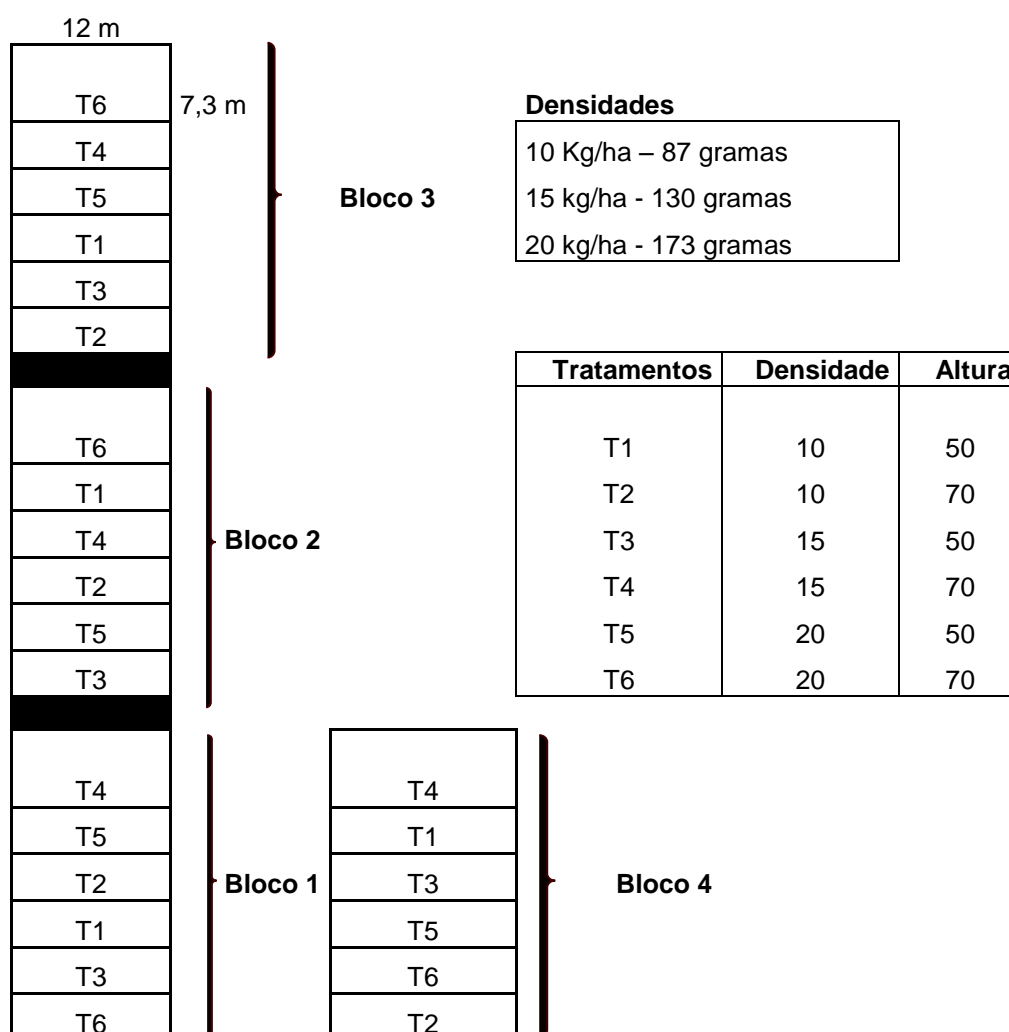 12 m
T6 7,3 m
T4
T5
T1
T3
T2
Bloco 3
Densidades
10 Kg/ha – 87 gramas
15 kg/ha - 130 gramas
20 kg/ha - 173 gramas
T6
T1
T4
T2
T5
T3
Bloco 2
Tratamentos Densidade Altura
T1 10 50
T2 10 70
T3 15 50
T4 15 70
T5 20 50
T6 20 70
T4
T5
T2
T1
T3
T6
Bloco 1
T4
T1
T3
T5
T6
T2
Bloco 4